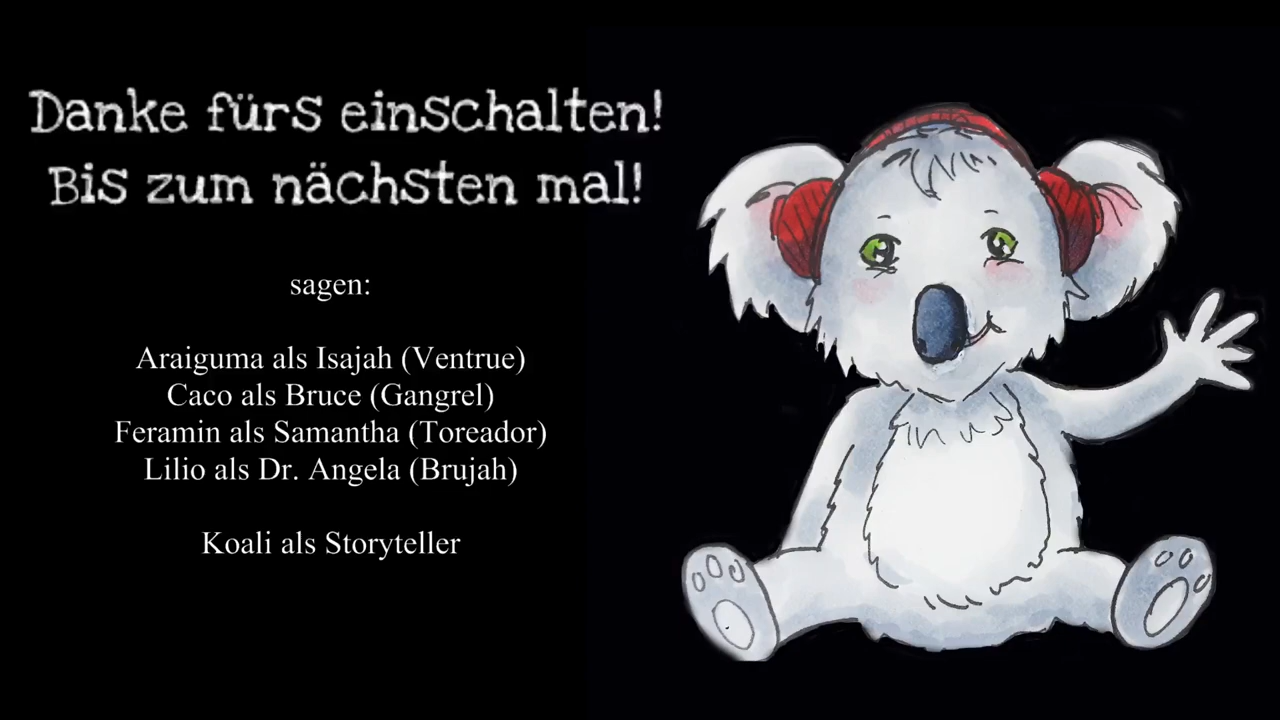 Danke fürs einschalten!
Bis zum nächsten mal!
sagen:
Araiguma als Isajah (Ventrue)
Caco als Bruce (Gangrel)
Feramin als Samantha (Toreador)
Lilio als Dr. Angela (Brujah)
Koali als Storyteller